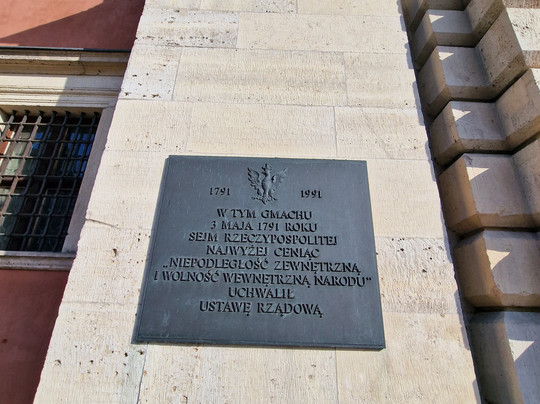 1791 1991
W TYM GMACHU
3 MAJA 1791 ROKU
SEJM RZECZYPOSPOLITEJ
NAJWYŻEJ CENIĄC
„NIEPODLEGŁOŚĆ ZEWNĘTRZNĄ
I WOLNOŚĆ WEWNĘTRZNĄ NARODU”
UCHWALIŁ
USTAWĘ RZĄDOWĄ